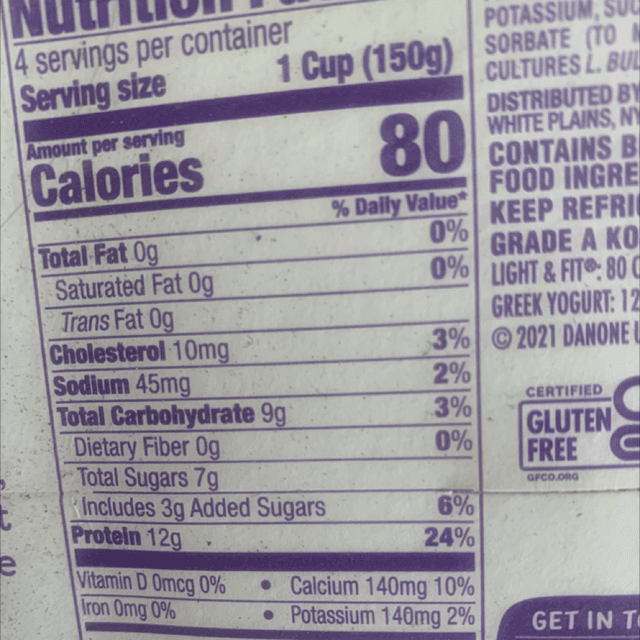 Nutrition
4 servings per container
Serving size 1 Cup (150g)
Amount per serving
Calories 80
% Daily Value*
Total Fat 0g 0%
Saturated Fat 0g 0%
Trans Fat 0g
Cholesterol 10mg 3%
Sodium 45mg 2%
Total Carbohydrate 9g 3%
Dietary Fiber 0g 0%
Total Sugars 7g
Includes 3g Added Sugars 6%
Protein 12g 24%
Vitamin D 0mcg 0% • Calcium 140mg 10%
Iron 0mg 0% • Potassium 140mg 2%
POTASSIUM,
SORBATE (TO
CULTURES L.
DISTRIBUTED BY
WHITE PLAINS, NY
CONTAINS
FOOD
KEEP
GRADE A
LIGHT & FIT®: 80
GREEK YOGURT: 12
© 2021 DANONE
CERTIFIED
GLUTEN
FREE
GFCO.ORG
GET IN